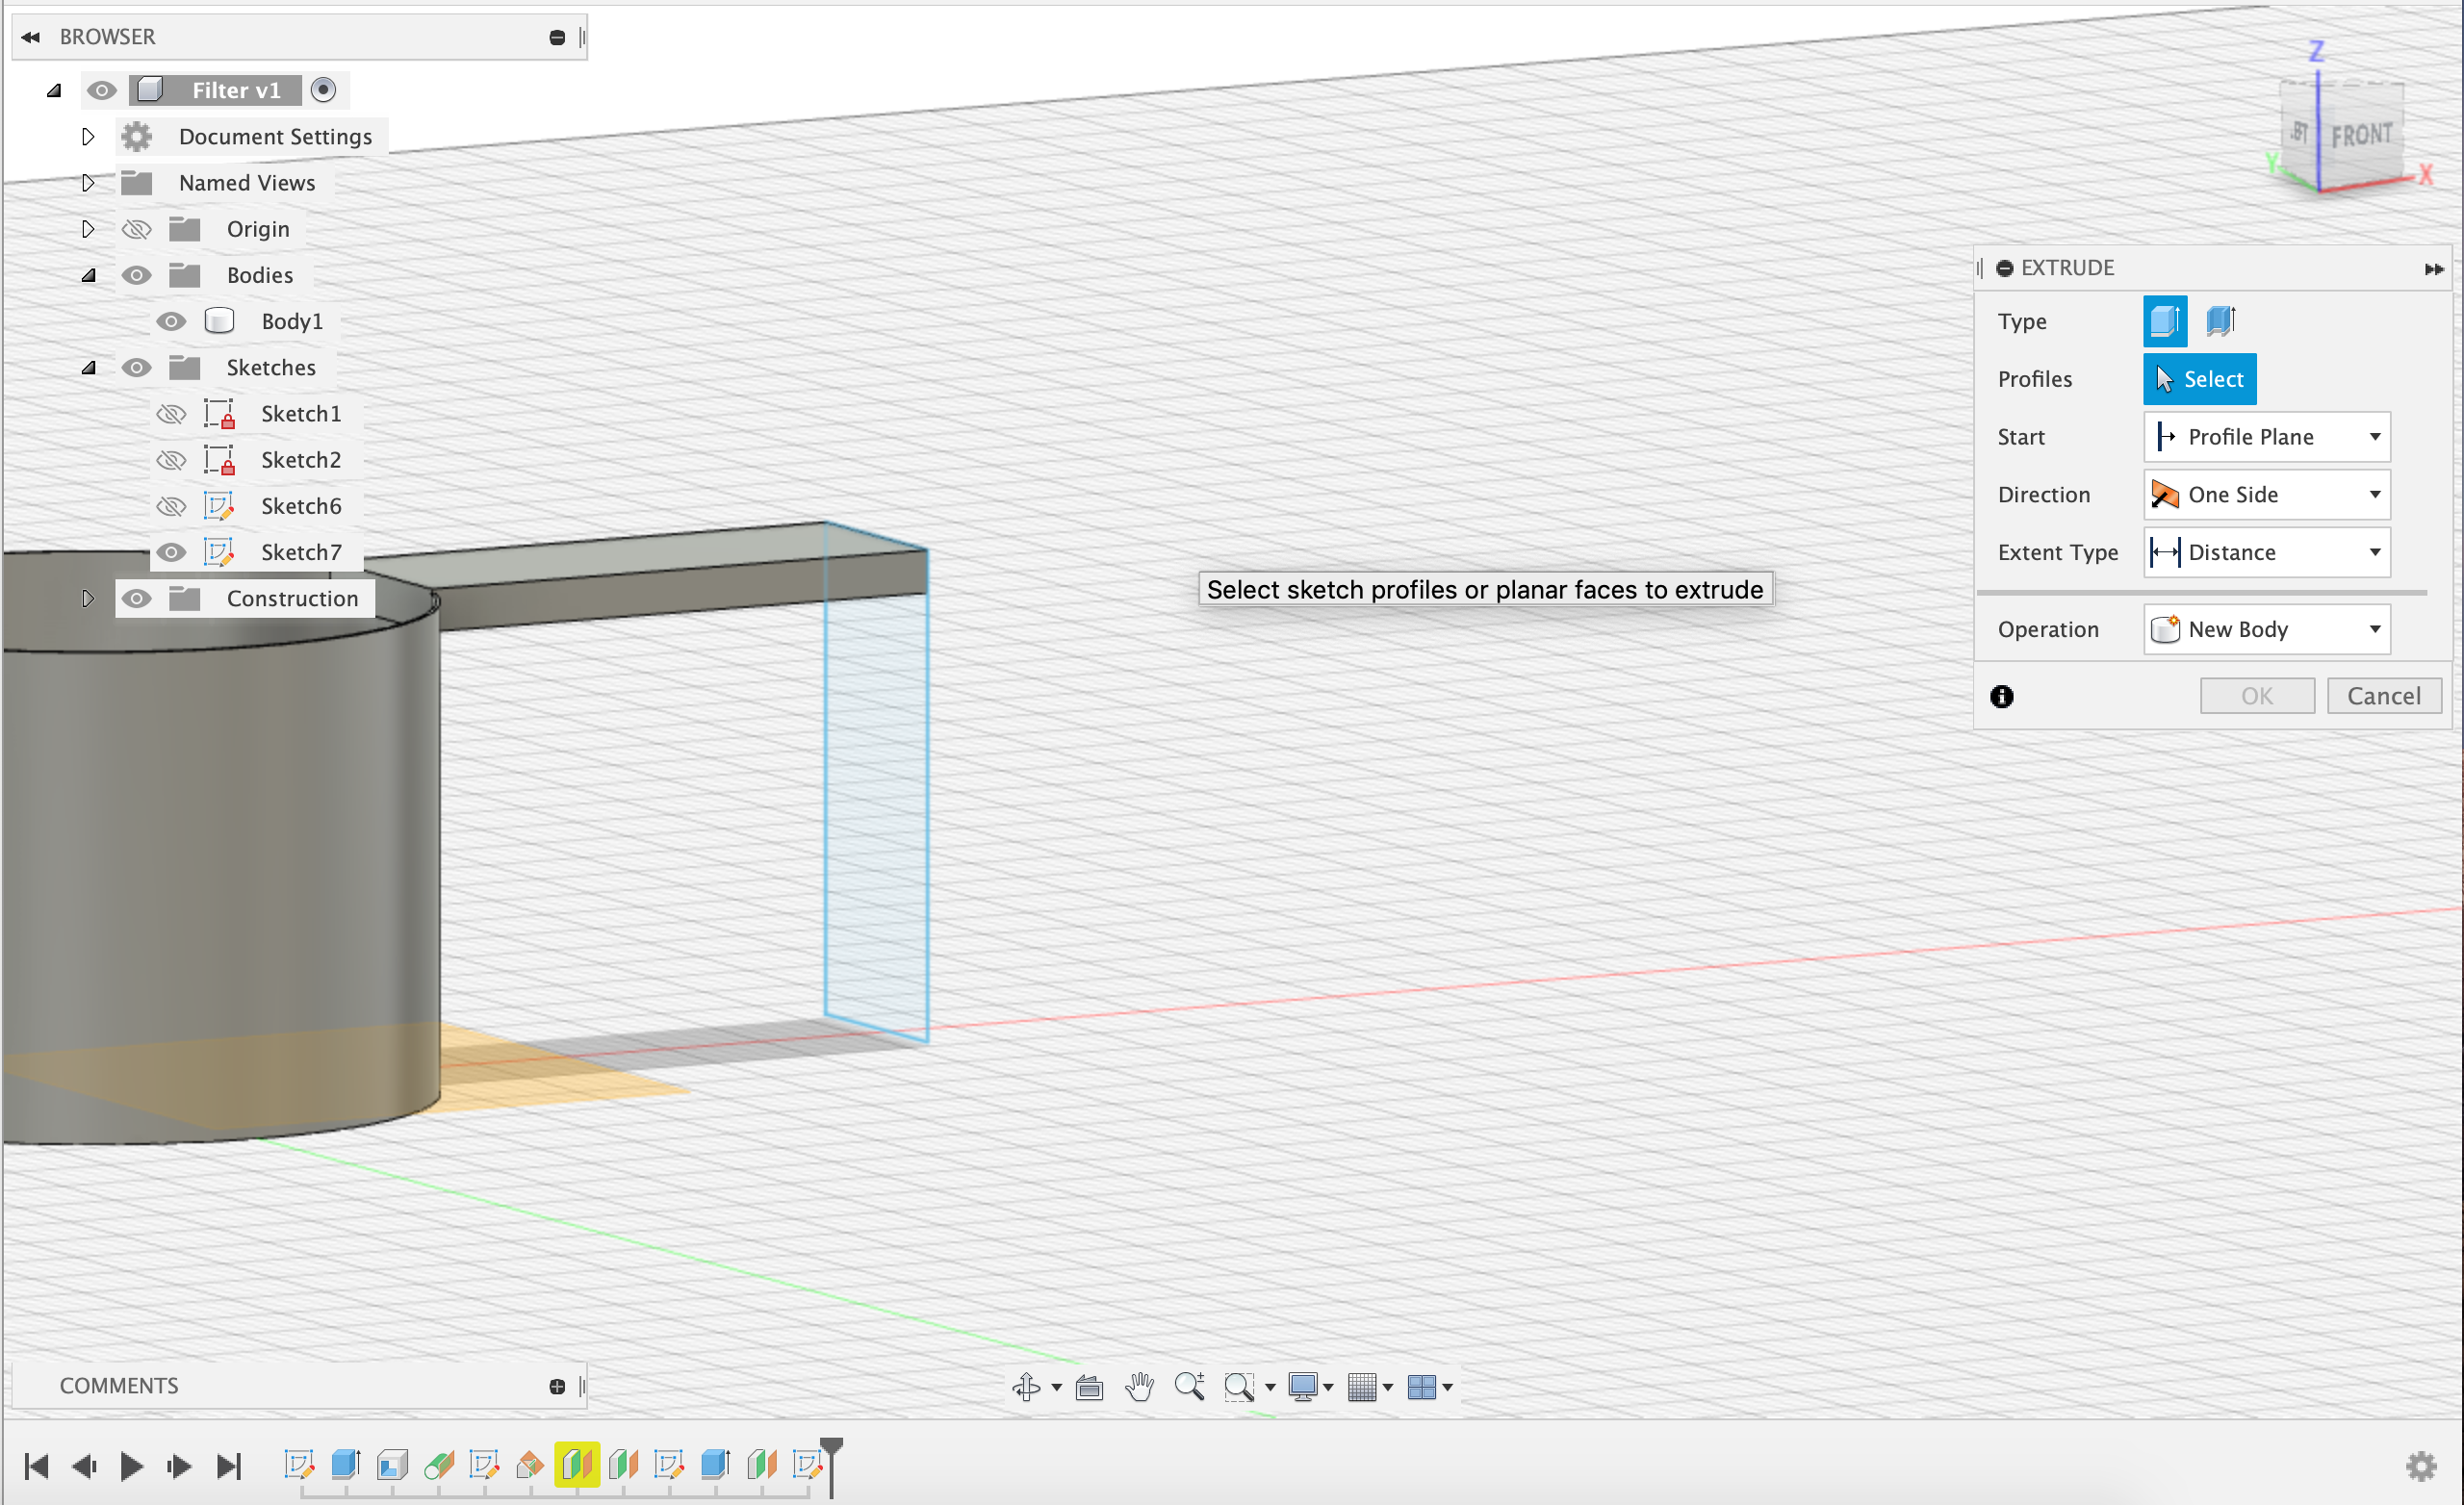 BROWSER
Filter v1
Document Settings
Named Views
Origin
Bodies
Body1
Sketches
Sketch1
Sketch2
Sketch6
Sketch7
Construction
Z
FRONT
Y
X
EXTRUDE
Type
Profiles
Select
Start
Profile Plane
Direction
One Side
Extent Type
Distance
Operation
New Body
OK
Cancel
Select sketch profiles or planar faces to extrude
COMMENTS